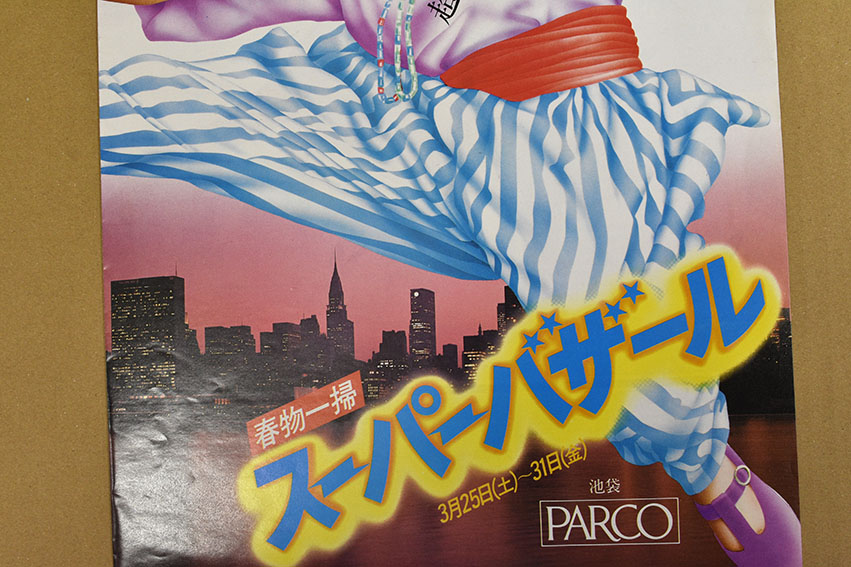 超
春物一掃
スーパーバザール
3月25日(土)~31日(金)
池袋
PARCO